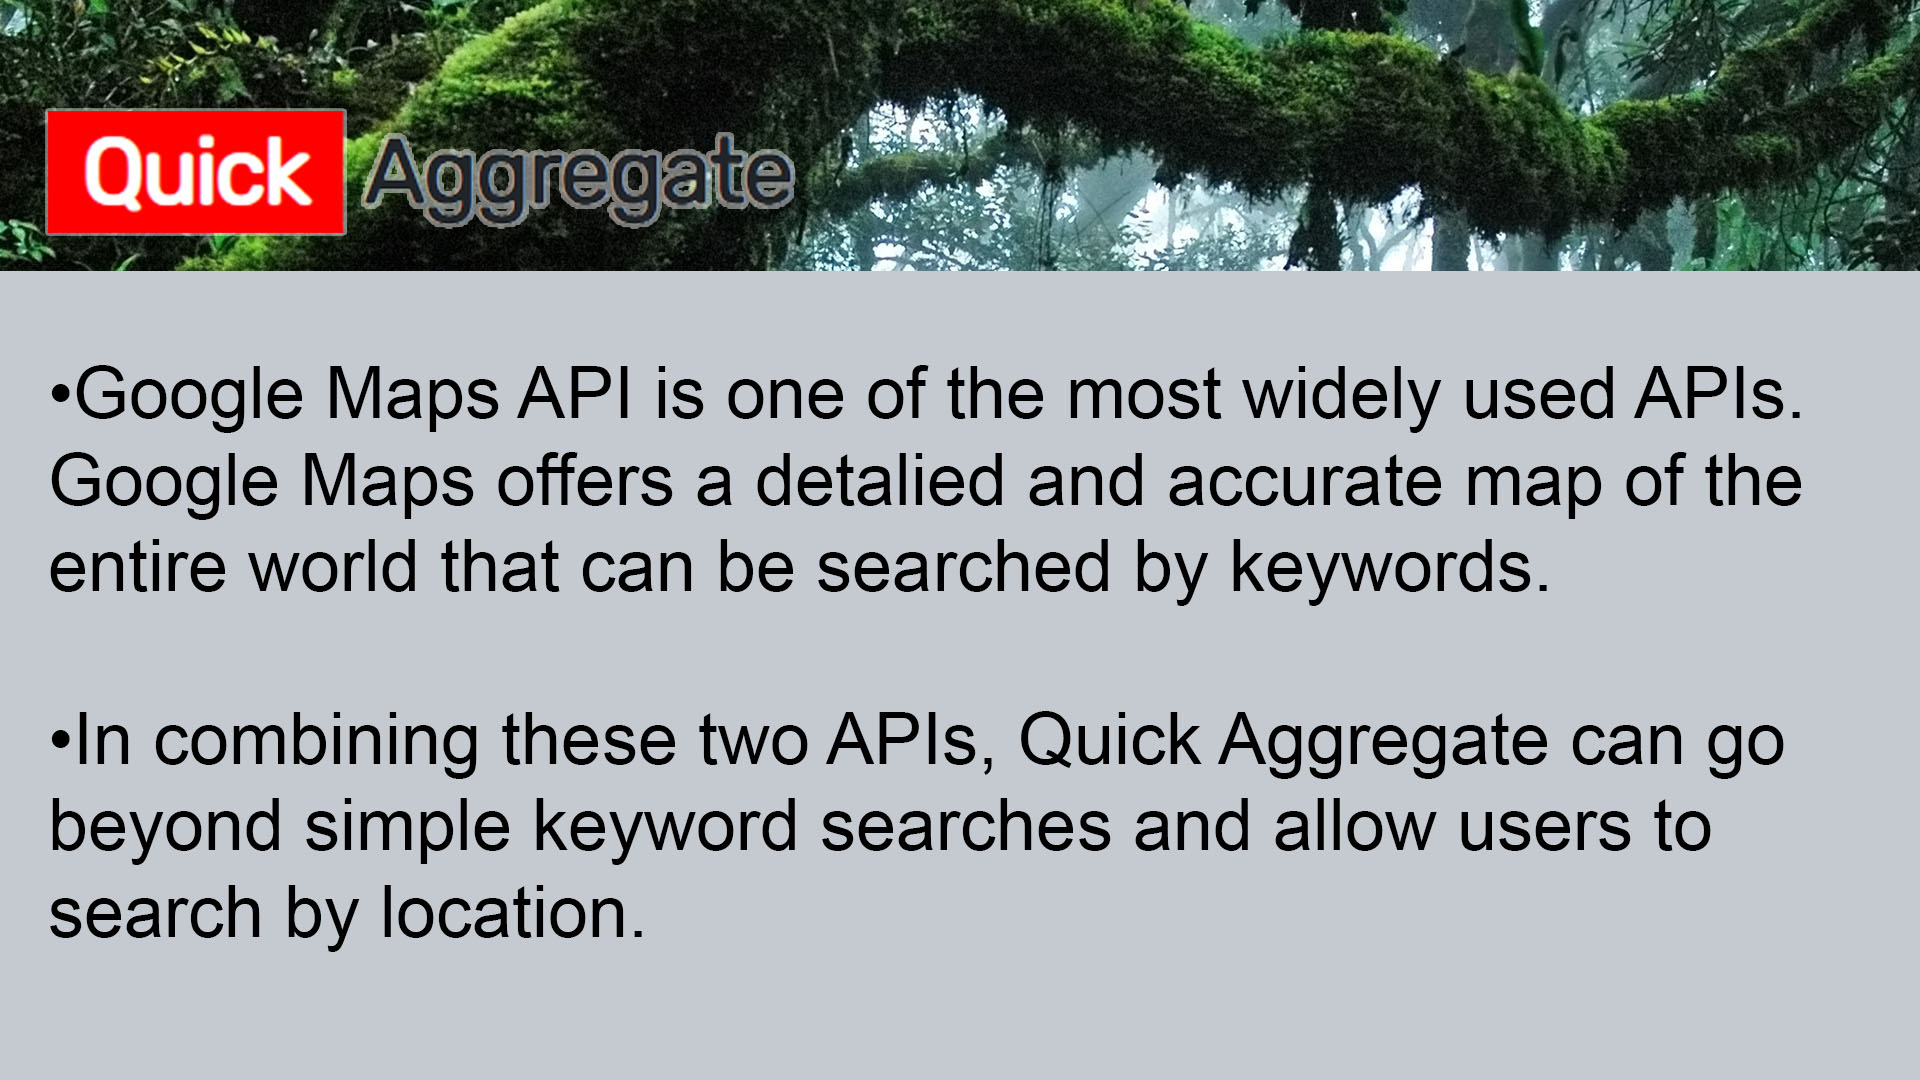 Quick Aggregate
•Google Maps API is one of the most widely used APIs.
Google Maps offers a detalied and accurate map of the
entire world that can be searched by keywords.
•In combining these two APIs, Quick Aggregate can go
beyond simple keyword searches and allow users to
search by location.